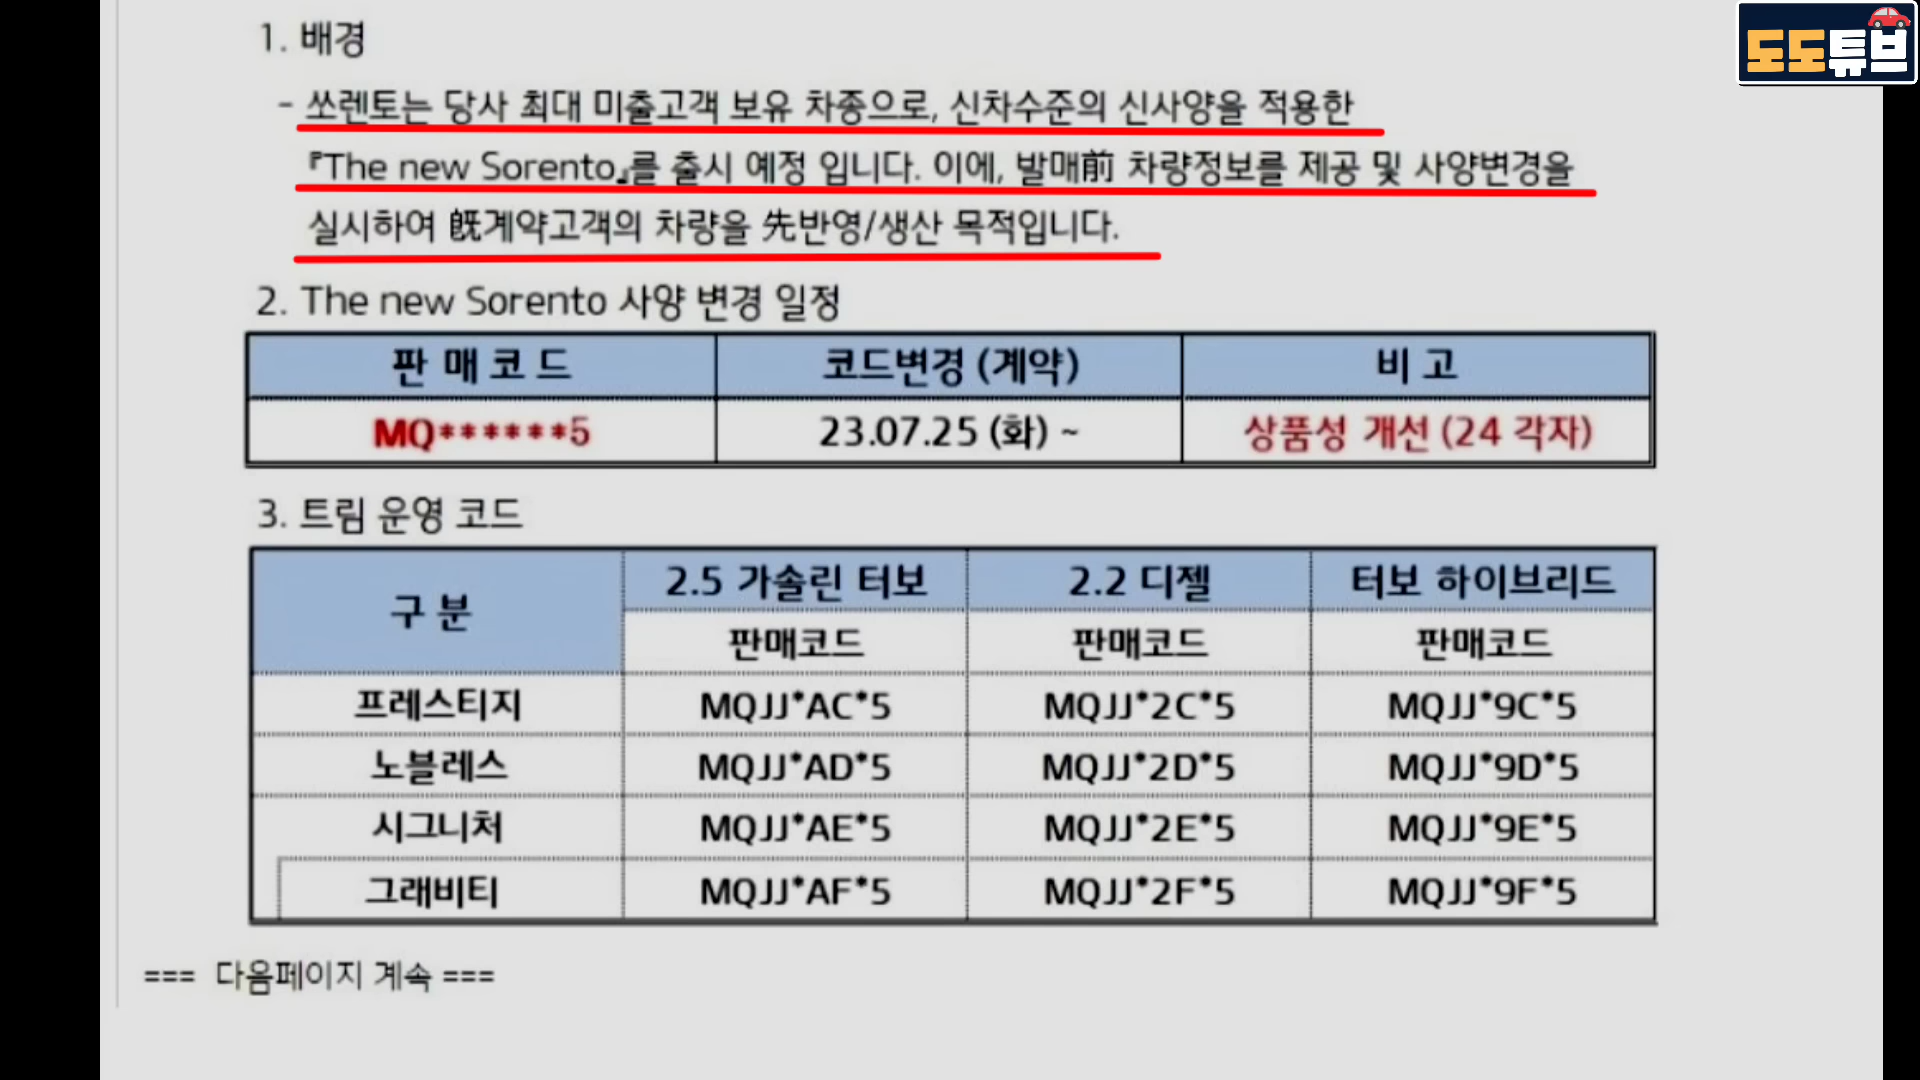 또도튜브
1. 배경
- 쏘렌토는 당사 최대 미출고객 보유 차종으로, 신차수준의 신사양을 적용한
『The new Sorento』를 출시 예정 입니다. 이에, 발매前 차량정보를 제공 및 사양변경을
실시하여 旣계약고객의 차량을 先반영/생산 목적입니다.
2. The new Sorento 사양 변경 일정
판 매 코 드 코드변경 (계약) 비 고
MQ******5 23.07.25 (화) ~ 상품성 개선 (24 각자)
3. 트림 운영 코드
구 분 2.5 가솔린 터보 2.2 디젤 터보 하이브리드
판매코드 판매코드 판매코드
프레스티지 MQJJ*AC*5 MQJJ*2C*5 MQJJ*9C*5
노블레스 MQJJ*AD*5 MQJJ*2D*5 MQJJ*9D*5
시그니처 MQJJ*AE*5 MQJJ*2E*5 MQJJ*9E*5
그래비티 MQJJ*AF*5 MQJJ*2F*5 MQJJ*9F*5
=== 다음페이지 계속 ===